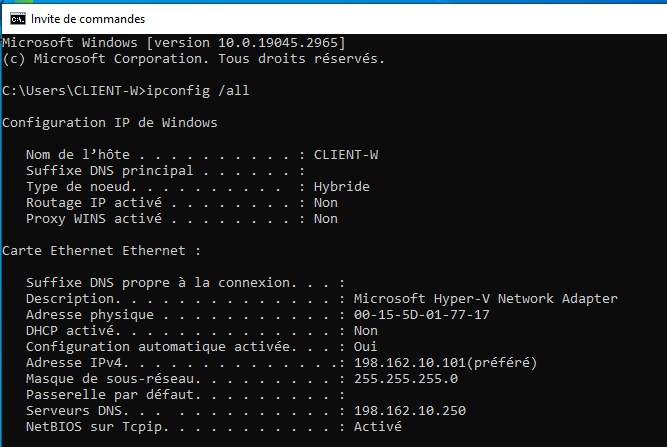 Invite de commandes
Microsoft Windows [version 10.0.19045.2965]
(c) Microsoft Corporation. Tous droits réservés.
C:\Users\CLIENT-W>ipconfig /all
Configuration IP de Windows
Nom de l’hôte . . . . . . . . . . : CLIENT-W
Suffixe DNS principal . . . . . . :
Type de noeud. . . . . . . . . .  : Hybride
Routage IP activé . . . . . . . . : Non
Proxy WINS activé . . . . . . . . : Non
Carte Ethernet Ethernet :
Suffixe DNS propre à la connexion. . . :
Description. . . . . . . . . . . . . . : Microsoft Hyper-V Network Adapter
Adresse physique . . . . . . . . . . . : 00-15-5D-01-77-17
DHCP activé. . . . . . . . . . . . . . : Non
Configuration automatique activée. . . : Oui
Adresse IPv4. . . . . . . . . . . . . .: 198.162.10.101(préféré)
Masque de sous-réseau. . . . . . . . . : 255.255.255.0
Passerelle par défaut. . . . . . . . . :
Serveurs DNS. . .  . . . . . . . . . . : 198.162.10.250
NetBIOS sur Tcpip. . . . . . . . . . . : Activé